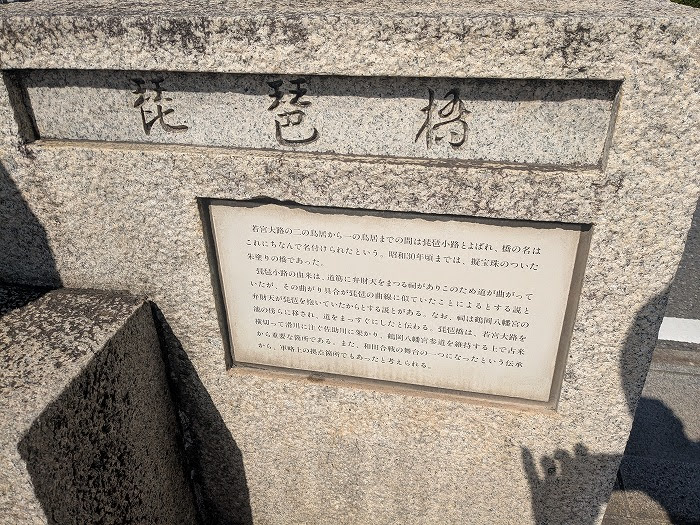 琵琶橋
若宮大路の二の鳥居から一の鳥居までの間は琵琶小路とよばれ、橋の名は
これにちなんで名付けられたという。昭和30年頃までは、擬宝珠のついた
朱塗りの橋であった。
琵琶小路の由来は、道筋に弁財天をまつる祠がありこのため道が曲がって
いたが、その曲がり具合が琵琶の曲線に似ていたことによるとする説と
弁財天が琵琶を抱いていたからとする説とがある。なお、祠は鶴岡八幡宮の
池の傍らに移され、道をまっすぐにしたと伝わる。琵琶橋は、若宮大路を
横切って滑川に注ぐ佐助川に架かり、鶴岡八幡宮参道を維持する上で古来
から重要な箇所である。また、和田合戦の舞台の一つになったという伝承
から、軍略上の拠点箇所でもあったと考えられる。